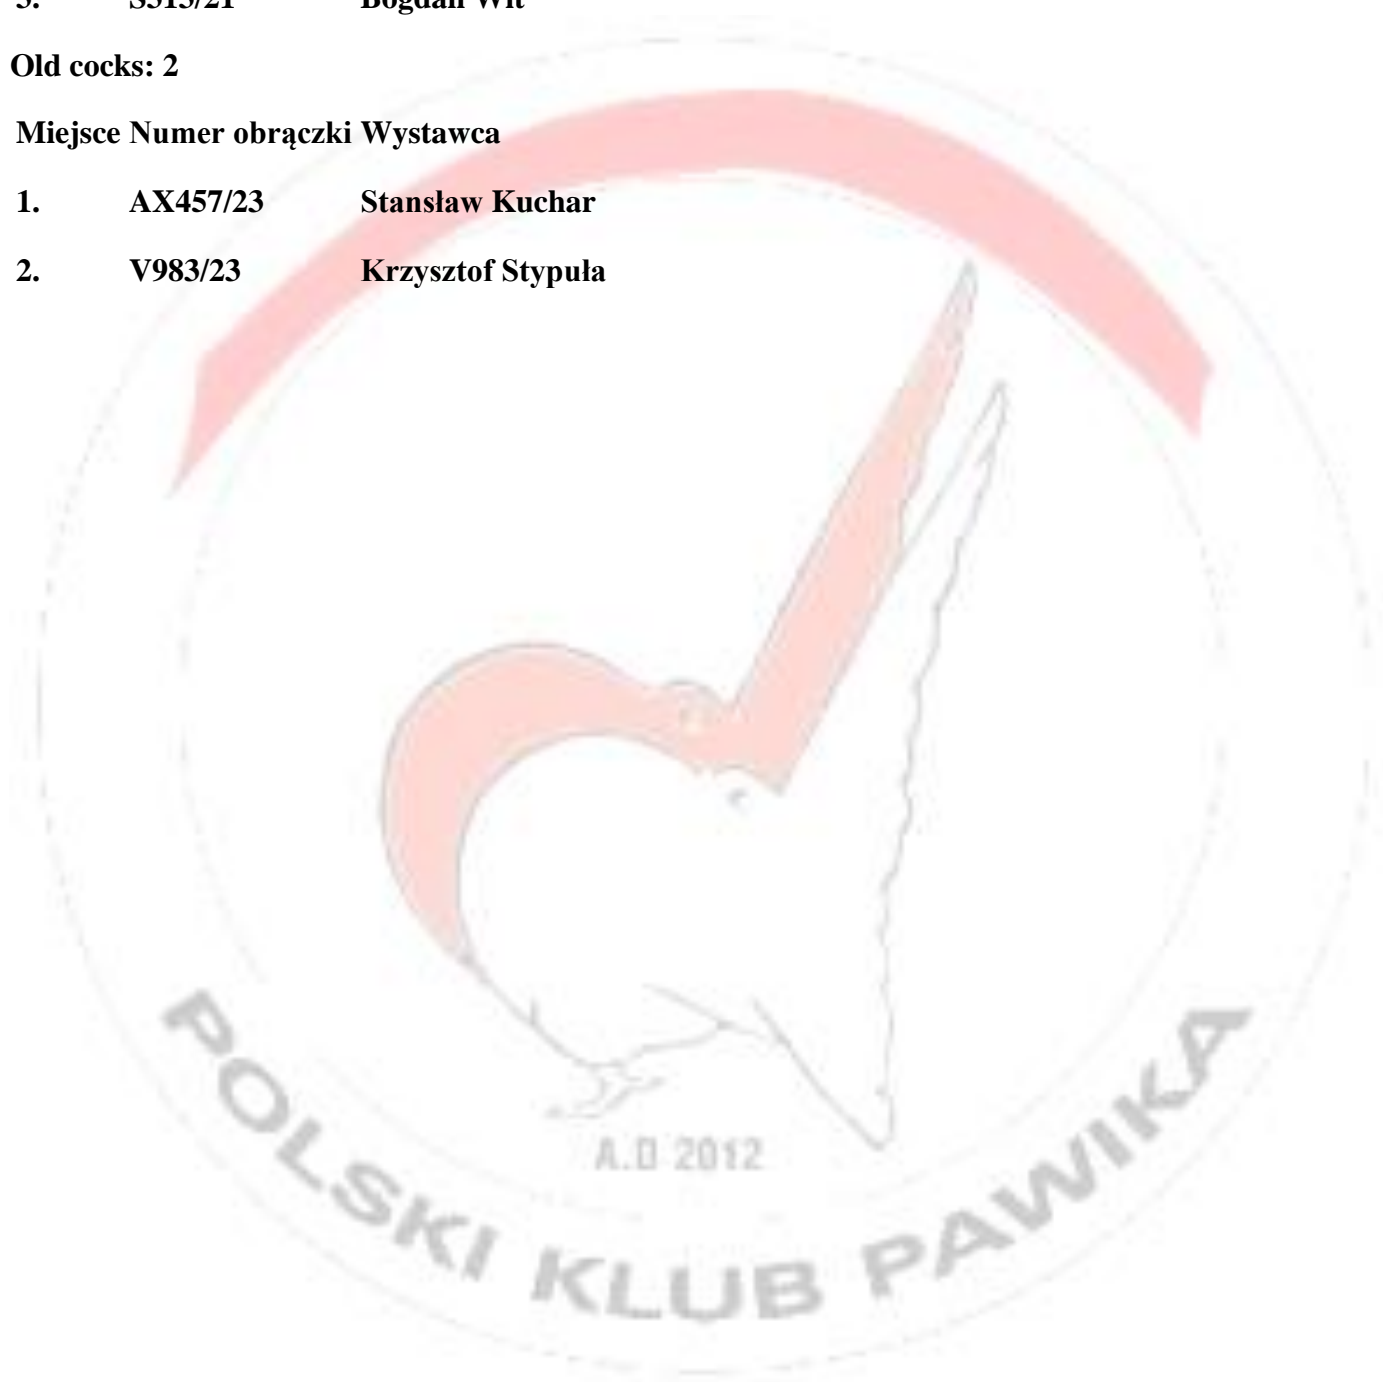 Old cocks: 2
Miejsce Numer obrączki Wystawca
1. AX457/23 Stansław Kuchar
2. V983/23 Krzysztof Stypuła
A.D 2012
POLSKI KLUB PAWIKA